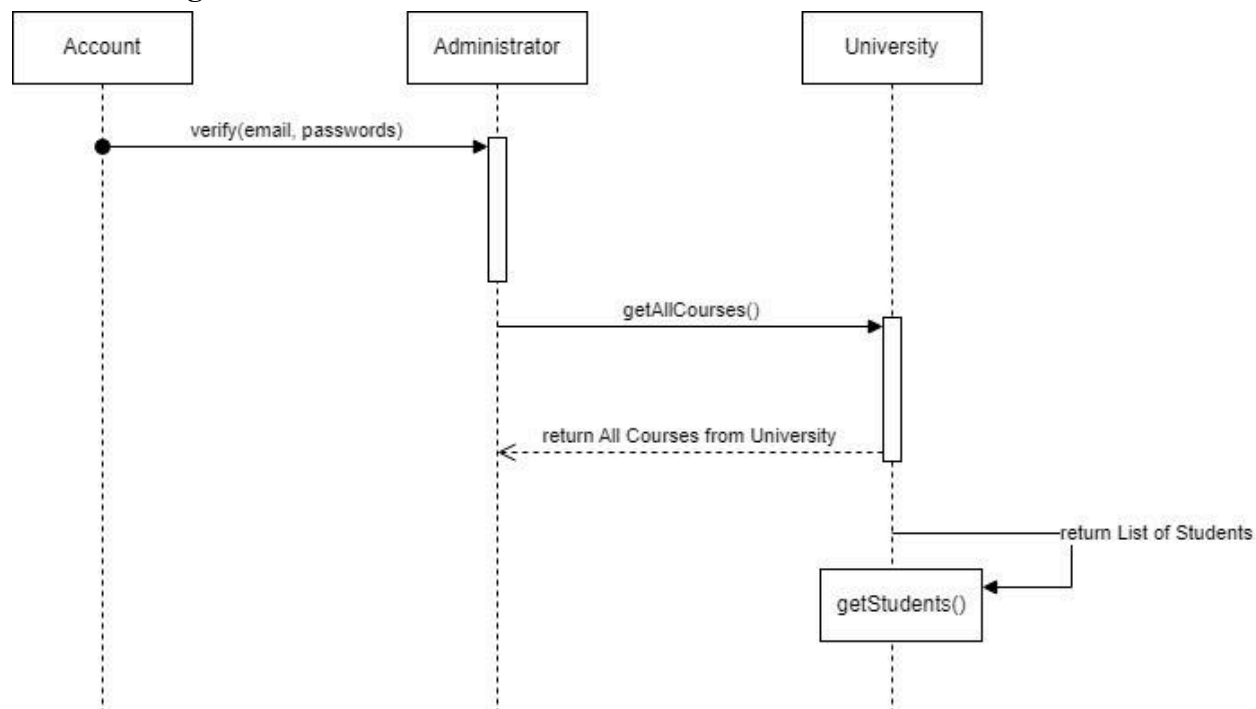 Account
Administrator
University
verify(email, passwords)
getAllCourses()
return All Courses from University
return List of Students
getStudents()